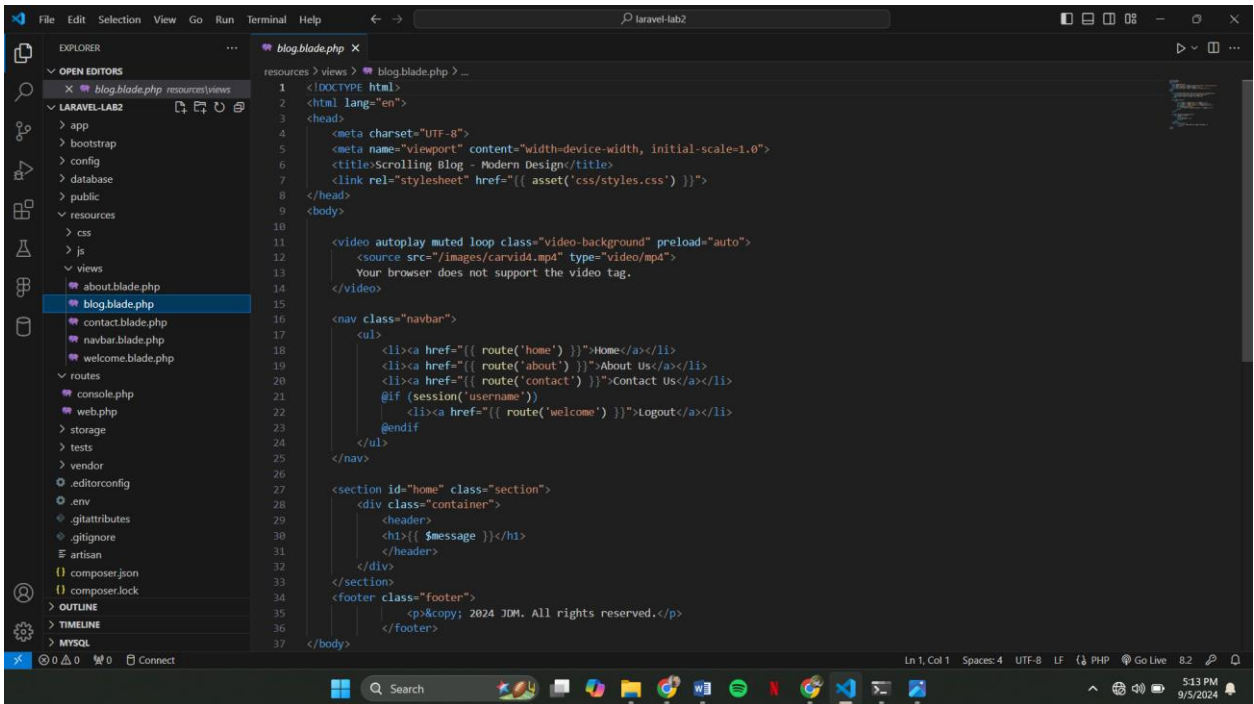 File Edit Selection View Go Run Terminal Help
laravel-lab2
EXPLORER
OPEN EDITORS
blog.blade.php resources\views
LARAVEL-LAB2
app
bootstrap
config
database
public
resources
css
js
views
about.blade.php
blog.blade.php
contact.blade.php
navbar.blade.php
welcome.blade.php
routes
console.php
web.php
storage
tests
vendor
.editorconfig
.env
.gitattributes
.gitignore
artisan
composer.json
composer.lock
OUTLINE
TIMELINE
MYSQL
blog.blade.php
resources > views > blog.blade.php > ...
1 <!DOCTYPE html>
2 <html lang="en">
3 <head>
4 <meta charset="UTF-8">
5 <meta name="viewport" content="width=device-width, initial-scale=1.0">
6 <title>Scrolling Blog - Modern Design</title>
7 <link rel="stylesheet" href="{{ asset('css/styles.css') }}">
8 </head>
9 <body>
10
11 <video autoplay muted loop class="video-background" preload="auto">
12 <source src="/images/carvid4.mp4" type="video/mp4">
13 Your browser does not support the video tag.
14 </video>
15
16 <nav class="navbar">
17 <ul>
18 <li><a href="{{ route('home') }}">Home</a></li>
19 <li><a href="{{ route('about') }}">About Us</a></li>
20 <li><a href="{{ route('contact') }}">Contact Us</a></li>
21 @if (session('username'))
22 <li><a href="{{ route('welcome') }}">Logout</a></li>
23 @endif
24 </ul>
25 </nav>
26
27 <section id="home" class="section">
28 <div class="container">
29 <header>
30 <h1>{{ $message }}</h1>
31 </header>
32 </div>
33 </section>
34 <footer class="footer">
35 <p>&copy; 2024 JDM. All rights reserved.</p>
36 </footer>
37 </body>
0 0 0 Connect
Ln 1, Col 1 Spaces: 4 UTF-8 LF PHP Go Live 8.2
Search
5:13 PM
9/5/2024